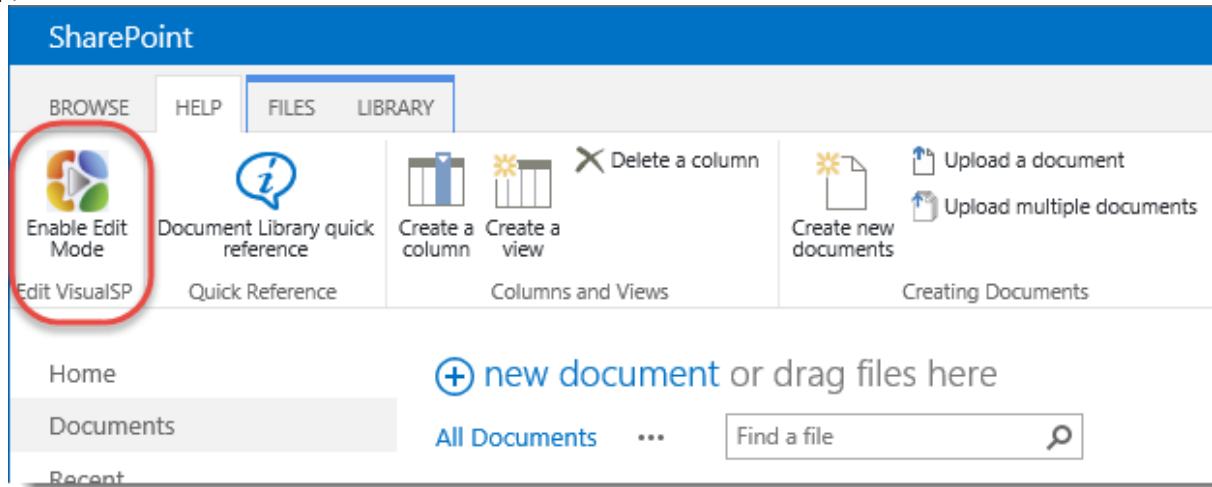 SharePoint
BROWSE HELP FILES LIBRARY
Enable Edit
Mode
Edit VisualSP
Document Library quick
reference
Quick Reference
Create a
column
Create a
view
Delete a column
Columns and Views
Create new
documents
Upload a document
Upload multiple documents
Creating Documents
Home
Documents
Recent
new document or drag files here
All Documents ••• Find a file